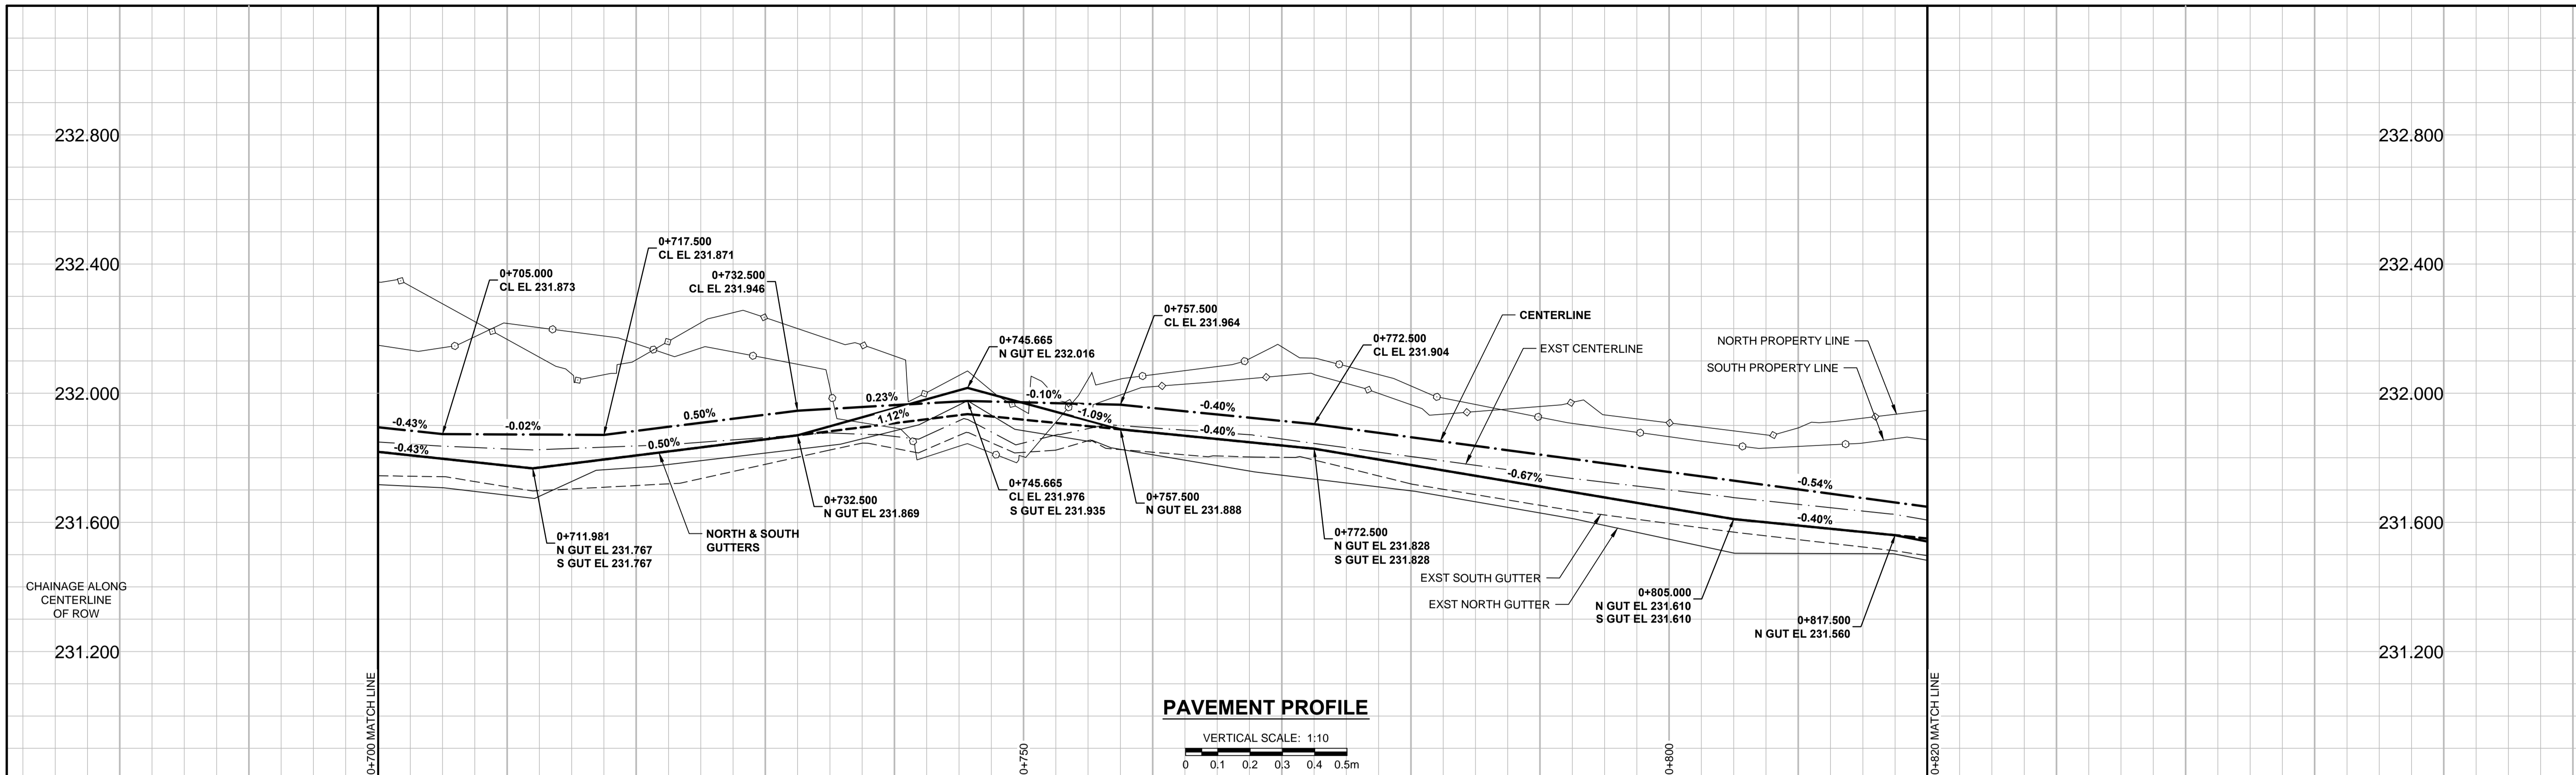 232.800
232.800
232.400
232.400
232.000
232.000
231.600
231.600
231.200
231.200
CHAINAGE ALONG
CENTERLINE
OF ROW
0+700 MATCH LINE
0+705.000
CL EL 231.873
0+717.500
CL EL 231.871
0+732.500
CL EL 231.946
0+745.665
N GUT EL 232.016
0+757.500
CL EL 231.964
0+772.500
CL EL 231.904
CENTERLINE
EXST CENTERLINE
NORTH PROPERTY LINE
SOUTH PROPERTY LINE
-0.43%
-0.02%
0.50%
0.23%
-0.10%
-0.40%
-0.54%
-0.43%
0.50%
1.12%
-1.09%
-0.40%
-0.67%
-0.40%
0+711.981
N GUT EL 231.767
S GUT EL 231.767
NORTH & SOUTH
GUTTERS
0+732.500
N GUT EL 231.869
0+745.665
CL EL 231.976
S GUT EL 231.935
0+757.500
N GUT EL 231.888
0+772.500
N GUT EL 231.828
S GUT EL 231.828
EXST SOUTH GUTTER
EXST NORTH GUTTER
0+805.000
N GUT EL 231.610
S GUT EL 231.610
0+817.500
N GUT EL 231.560
0+750
0+800
0+820 MATCH LINE
PAVEMENT PROFILE
VERTICAL SCALE: 1:10
0 0.1 0.2 0.3 0.4 0.5m